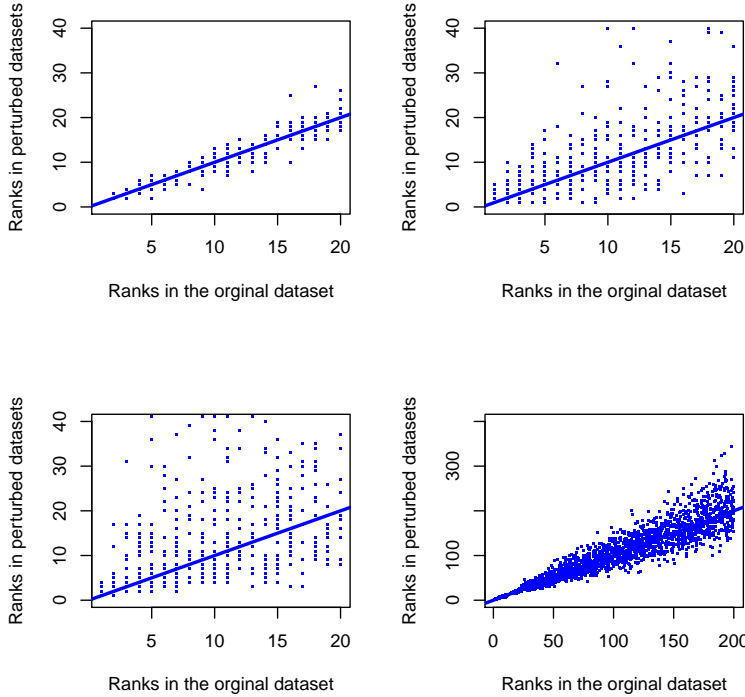 Ranks in perturbed datasets
0 10 20 30 40
5 10 15 20
Ranks in the orginal dataset
Ranks in perturbed datasets
0 10 20 30 40
5 10 15 20
Ranks in the orginal dataset
Ranks in perturbed datasets
0 10 20 30 40
5 10 15 20
Ranks in the orginal dataset
Ranks in perturbed datasets
0 100 300
0 50 100 150 200
Ranks in the orginal dataset